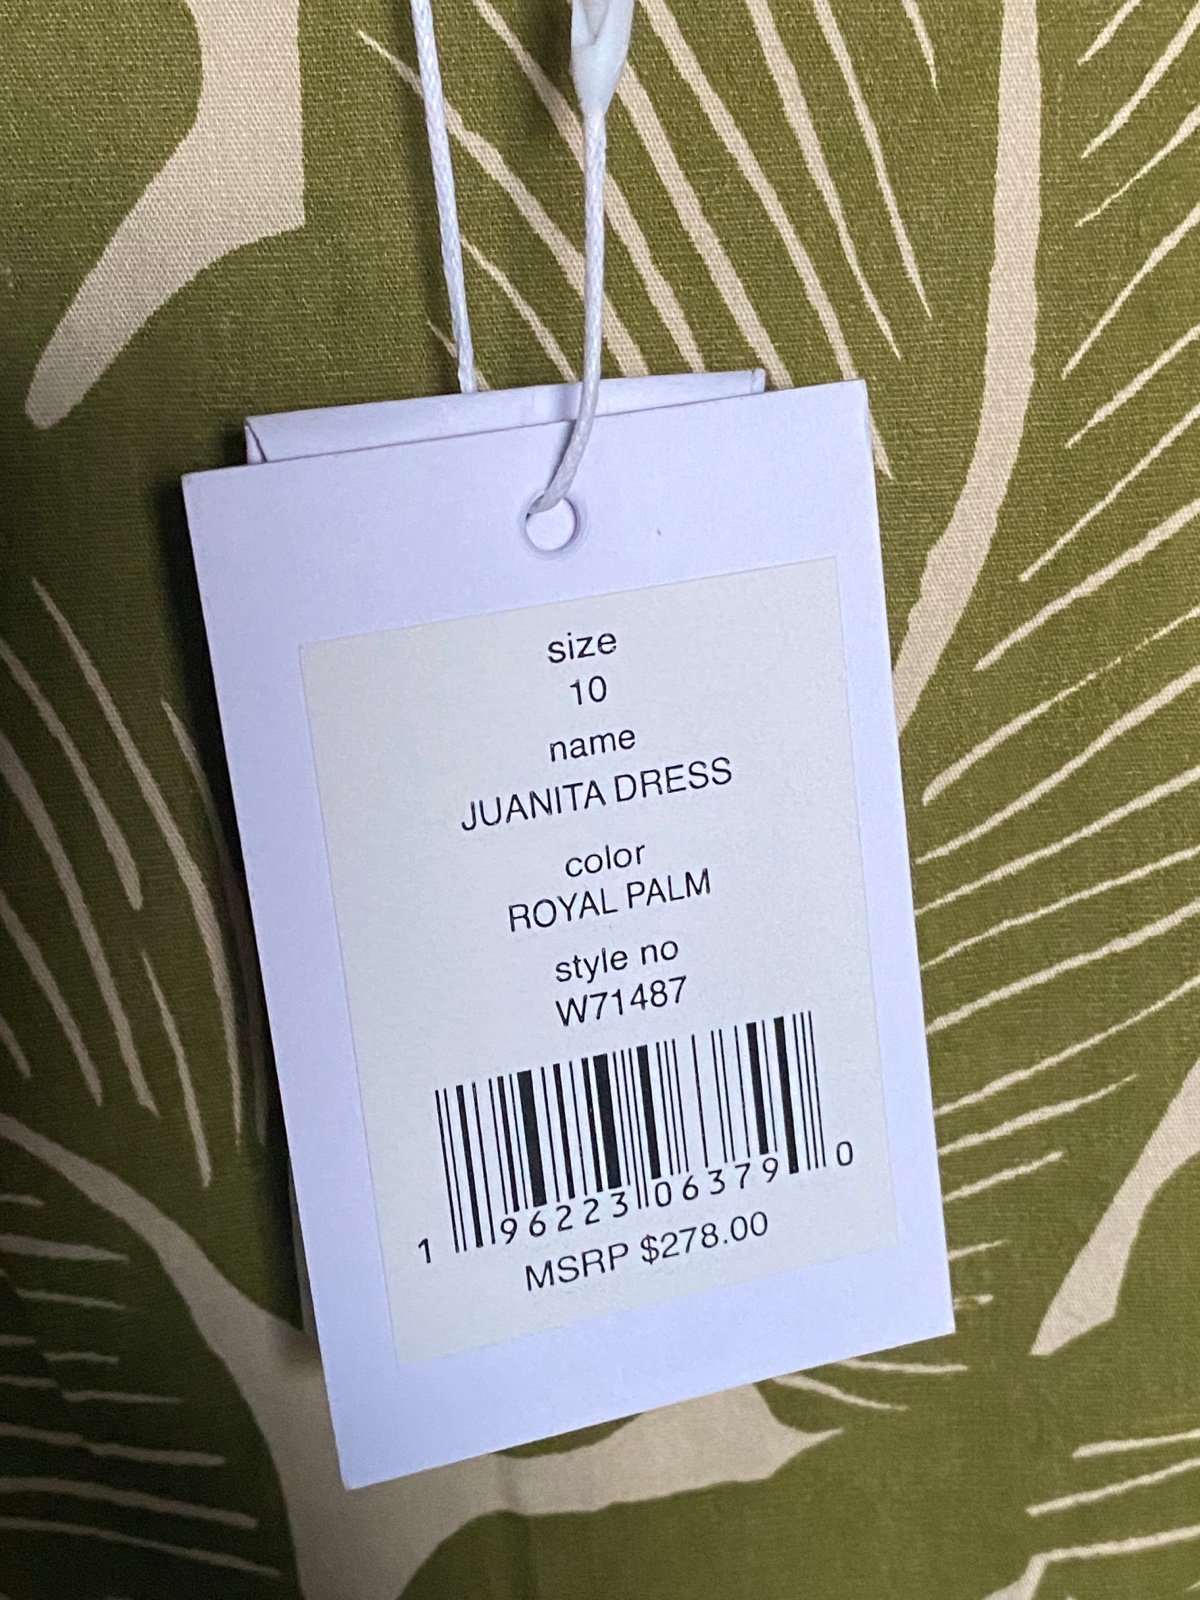 size
10
name
JUANITA DRESS
color
ROYAL PALM
style no
W71487
1 96223 06379 0
MSRP $278.00